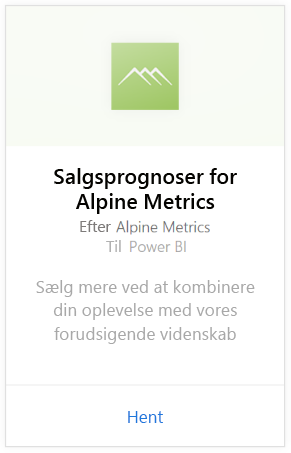 Salgsprognoser for
Alpine Metrics
Efter Alpine Metrics
Til Power BI
Sælg mere ved at kombinere
din oplevelse med vores
forudsigende videnskab
Hent